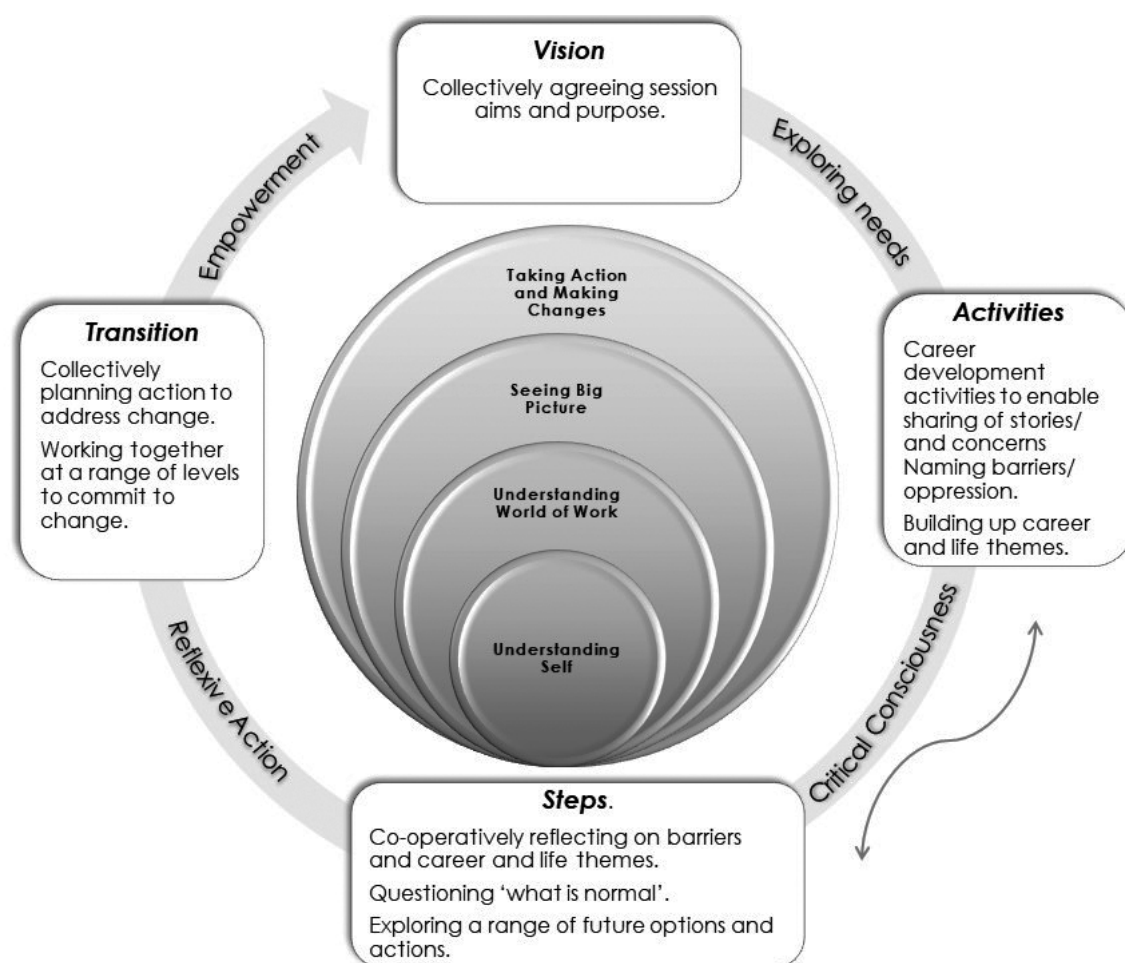 Vision
Collectively agreeing session
aims and purpose.
Exploring needs
Activities
Career
development
activities to enable
sharing of stories/
and concerns
Naming barriers/
oppression.
Building up career
and life themes.
Critical Consciousness
Steps.
Co-operatively reflecting on barriers
and career and life themes.
Questioning ‘what is normal’.
Exploring a range of future options and
actions.
Reflexive Action
Transition
Collectively
planning action to
address change.
Working together
at a range of levels
to commit to
change.
Empowerment
Taking Action
and Making
Changes
Seeing Big
Picture
Understanding
World of Work
Understanding
Self